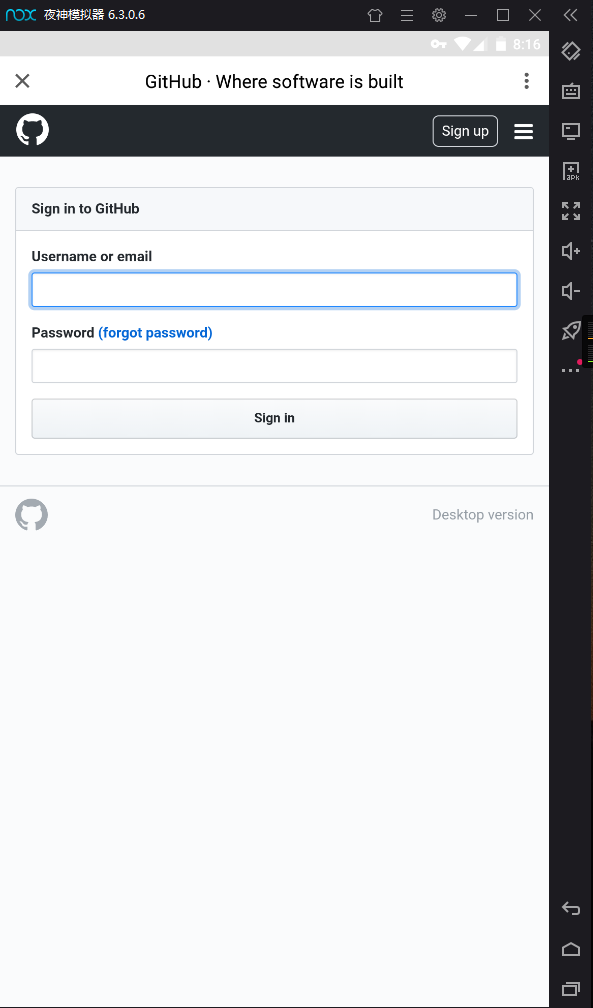 nox 夜神模拟器 6.3.0.6
8:16
GitHub · Where software is built
Sign up
Sign in to GitHub
Username or email
Password (forgot password)
Sign in
Desktop version
3Pk